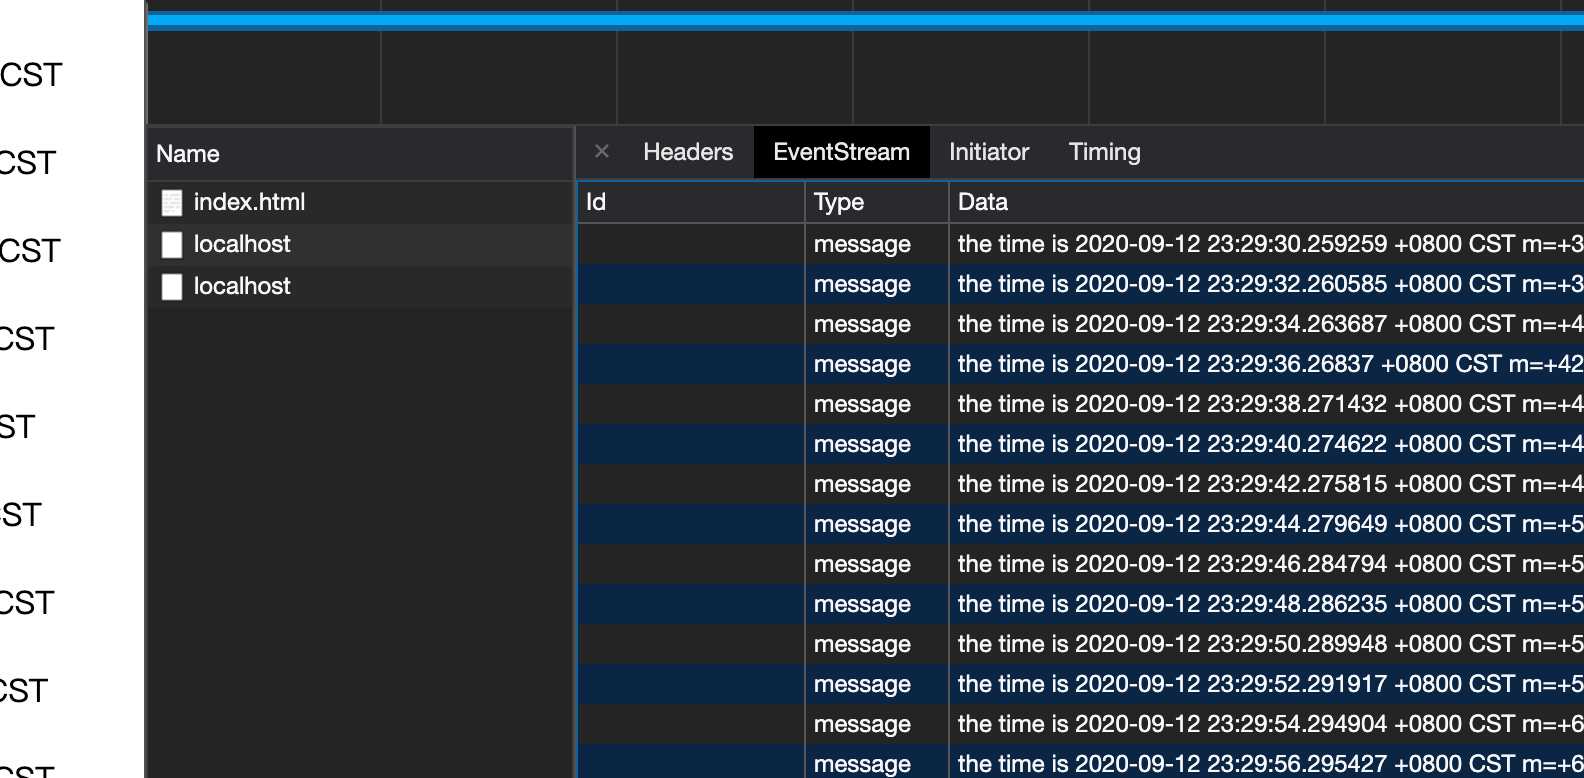 CST
CST
CST
CST
ST
ST
CST
CST
CST
Name
index.html
localhost
localhost
× Headers EventStream Initiator Timing
Id Type Data
message the time is 2020-09-12 23:29:30.259259 +0800 CST m=+3
message the time is 2020-09-12 23:29:32.260585 +0800 CST m=+3
message the time is 2020-09-12 23:29:34.263687 +0800 CST m=+4
message the time is 2020-09-12 23:29:36.26837 +0800 CST m=+42
message the time is 2020-09-12 23:29:38.271432 +0800 CST m=+4
message the time is 2020-09-12 23:29:40.274622 +0800 CST m=+4
message the time is 2020-09-12 23:29:42.275815 +0800 CST m=+4
message the time is 2020-09-12 23:29:44.279649 +0800 CST m=+5
message the time is 2020-09-12 23:29:46.284794 +0800 CST m=+5
message the time is 2020-09-12 23:29:48.286235 +0800 CST m=+5
message the time is 2020-09-12 23:29:50.289948 +0800 CST m=+5
message the time is 2020-09-12 23:29:52.291917 +0800 CST m=+5
message the time is 2020-09-12 23:29:54.294904 +0800 CST m=+6
message the time is 2020-09-12 23:29:56.295427 +0800 CST m=+6